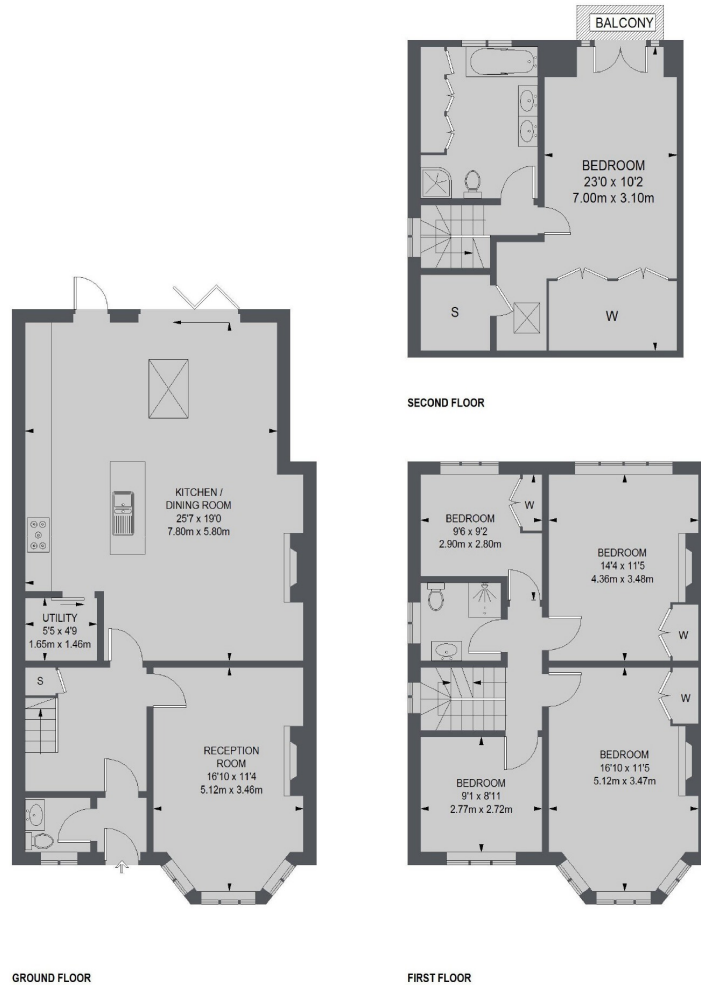 BALCONY
BEDROOM
23'0 x 10'2
7.00m x 3.10m
S
W
SECOND FLOOR
KITCHEN /
DINING ROOM
25'7 x 19'0
7.80m x 5.80m
UTILITY
5'5 x 4'9
1.65m x 1.46m
S
RECEPTION
ROOM
16'10 x 11'4
5.12m x 3.46m
GROUND FLOOR
BEDROOM
9'6 x 9'2
2.90m x 2.80m
W
BEDROOM
14'4 x 11'5
4.36m x 3.48m
W
W
BEDROOM
16'10 x 11'5
5.12m x 3.47m
BEDROOM
9'1 x 8'11
2.77m x 2.72m
FIRST FLOOR